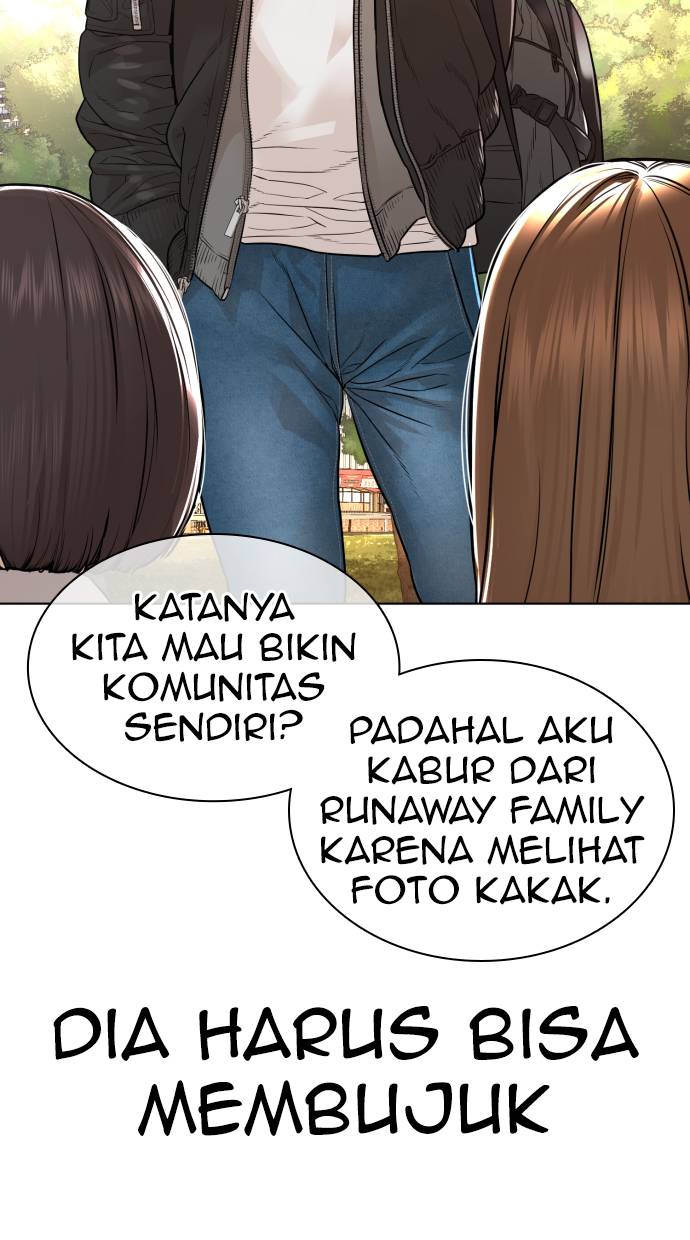 KATANYA
KITA MAU BIKIN
KOMUNITAS
SENDIRI?
PADAHAL AKU
KABUR DARI
RUNAWAY FAMILY
KARENA MELIHAT
FOTO KAKAK.
DIA HARUS BISA
MEMBUJUK